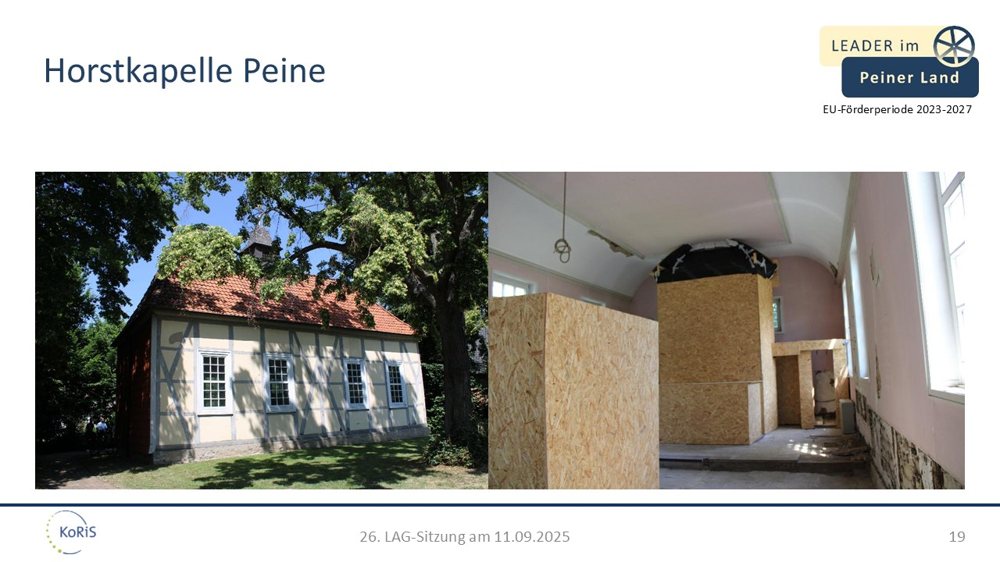 Horstkapelle Peine
LEADER im
Peiner Land
EU-Förderperiode 2023-2027
KoRiS
26. LAG-Sitzung am 11.09.2025
19